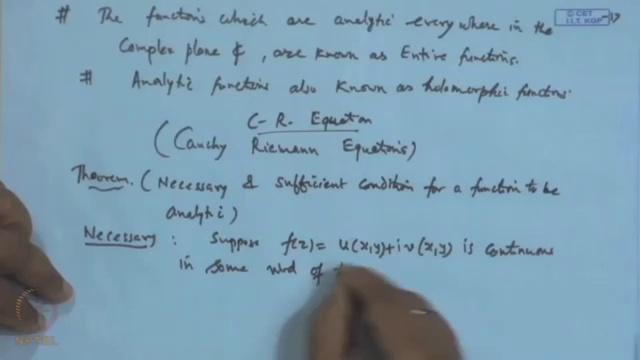 # The functions which are analytic everywhere in the
Complex plane ₵, are known as Entire functions.
# Analytic functions also known as holomorphic functions.
C-R. Equation
(Cauchy Riemann Equations)
Theorem. (Necessary & sufficient condition for a function to be
analytic)
Necessary : Suppose f(z) = u(x,y)+iv(x,y) is continuous
in some nbd of
© CET
I.I.T. KGP
NPTEL